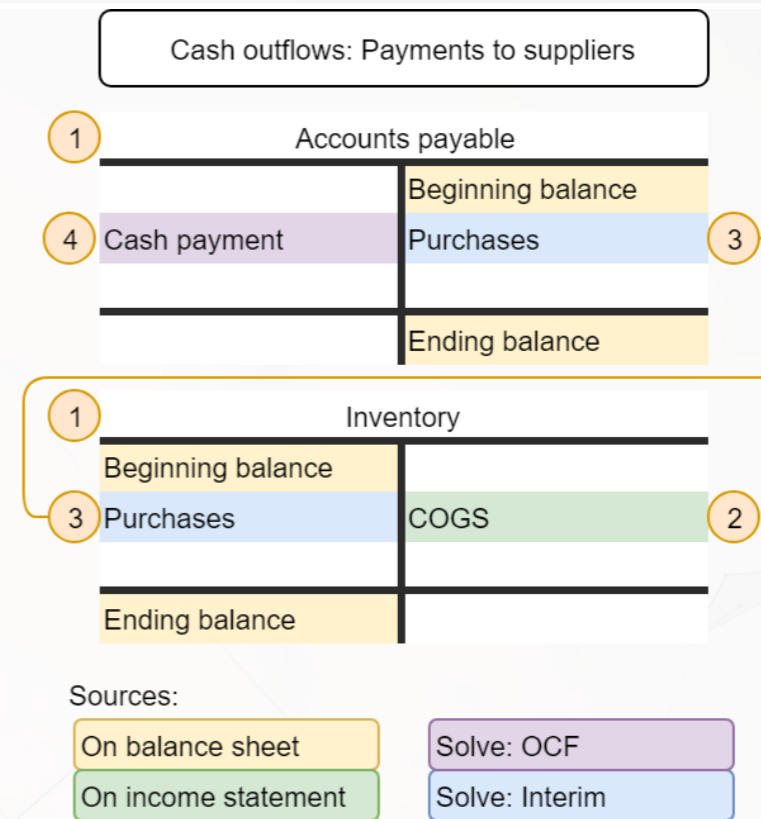 Cash outflows: Payments to suppliers
1
Accounts payable
Beginning balance
4 Cash payment Purchases 3
Ending balance
1
Inventory
Beginning balance
3 Purchases COGS 2
Ending balance
Sources:
On balance sheet Solve: OCF
On income statement Solve: Interim